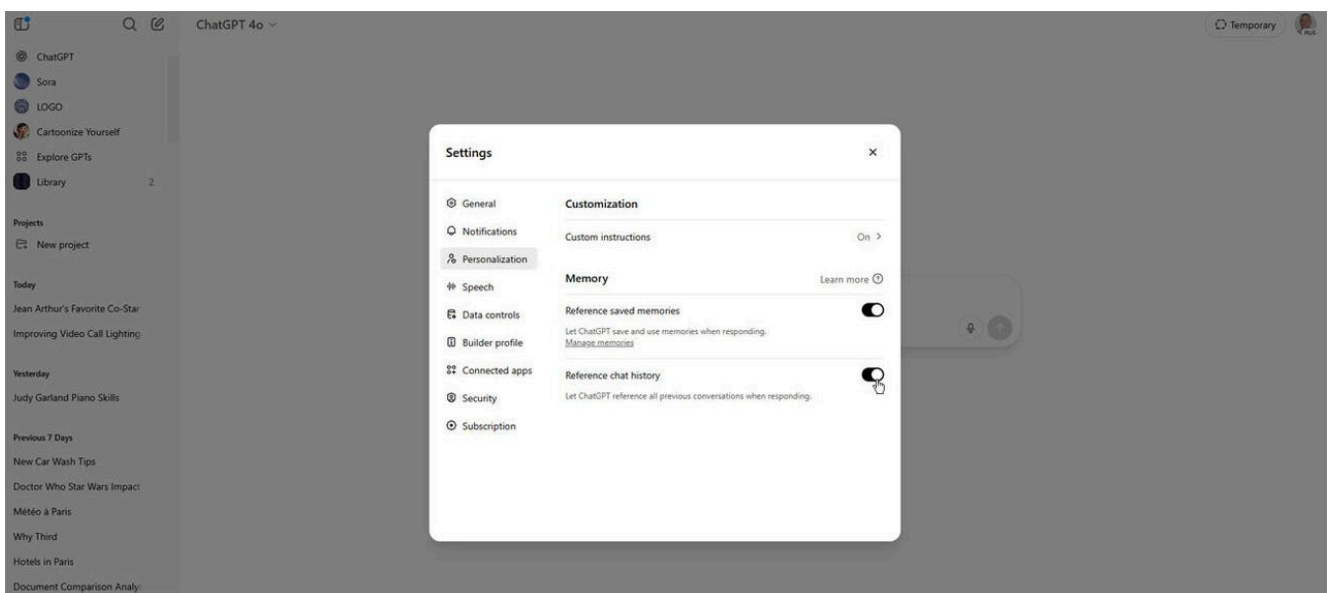 ChatGPT 4o
Temporary
PLUS
ChatGPT
Sora
LOGO
Cartoonize Yourself
Explore GPTs
Library 2
Projects
New project
Today
Jean Arthur's Favorite Co-Star
Improving Video Call Lighting
Yesterday
Judy Garland Piano Skills
Previous 7 Days
New Car Wash Tips
Doctor Who Star Wars Impact
Météo à Paris
Why Third
Hotels in Paris
Document Comparison Analy
Settings
General
Notifications
Personalization
Speech
Data controls
Builder profile
Connected apps
Security
Subscription
Customization
Custom instructions On
Memory Learn more
Reference saved memories
Let ChatGPT save and use memories when responding.
Manage memories
Reference chat history
Let ChatGPT reference all previous conversations when responding.